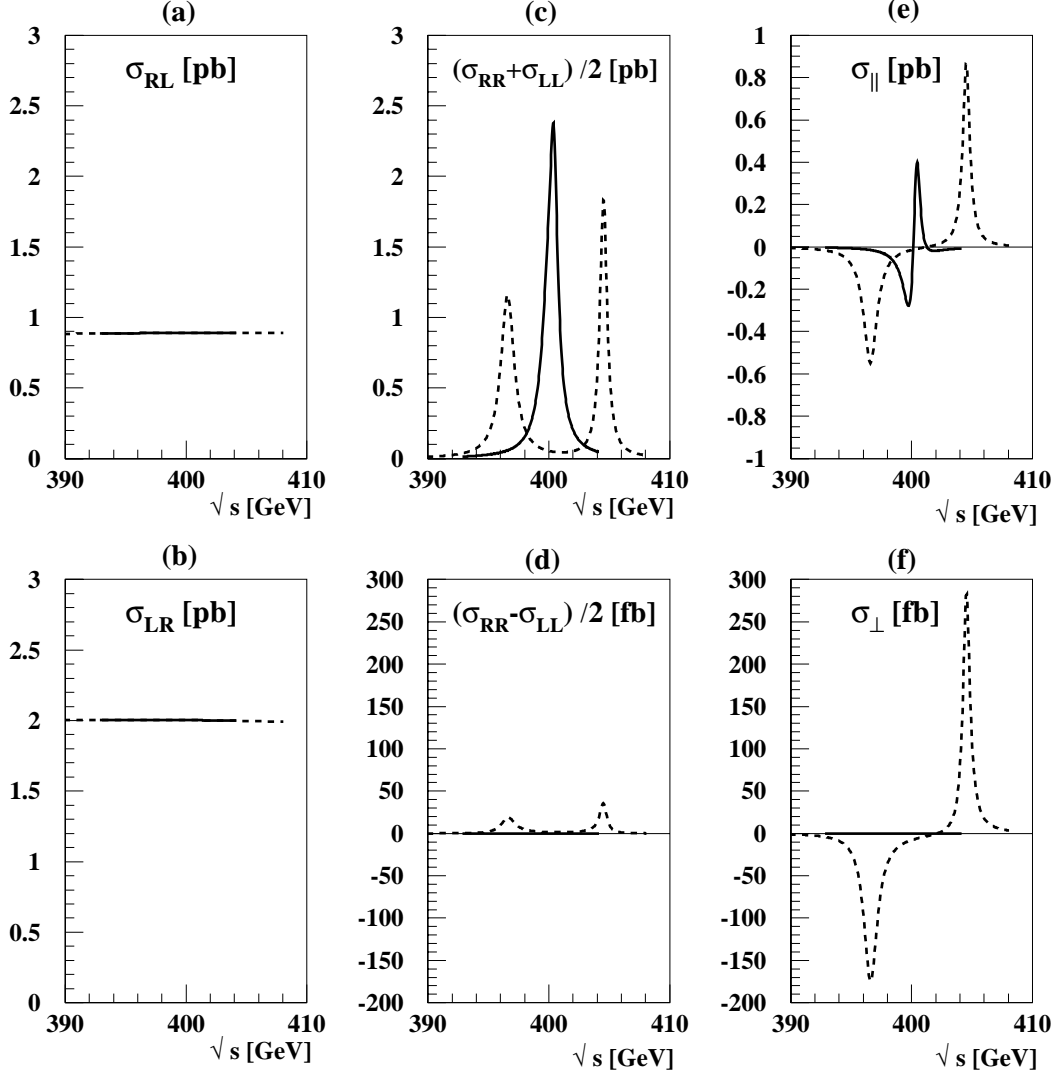 (a)
σ_RL [pb]
3
2.5
2
1.5
1
0.5
0
390 400 410
√ s [GeV]
(c)
(σ_RR+σ_LL) /2 [pb]
3
2.5
2
1.5
1
0.5
0
390 400 410
√ s [GeV]
(e)
σ_|| [pb]
1
0.8
0.6
0.4
0.2
0
-0.2
-0.4
-0.6
-0.8
-1
390 400 410
√ s [GeV]
(b)
σ_LR [pb]
3
2.5
2
1.5
1
0.5
0
390 400 410
√ s [GeV]
(d)
(σ_RR-σ_LL) /2 [fb]
300
250
200
150
100
50
0
-50
-100
-150
-200
390 400 410
√ s [GeV]
(f)
σ_⊥ [fb]
300
250
200
150
100
50
0
-50
-100
-150
-200
390 400 410
√ s [GeV]